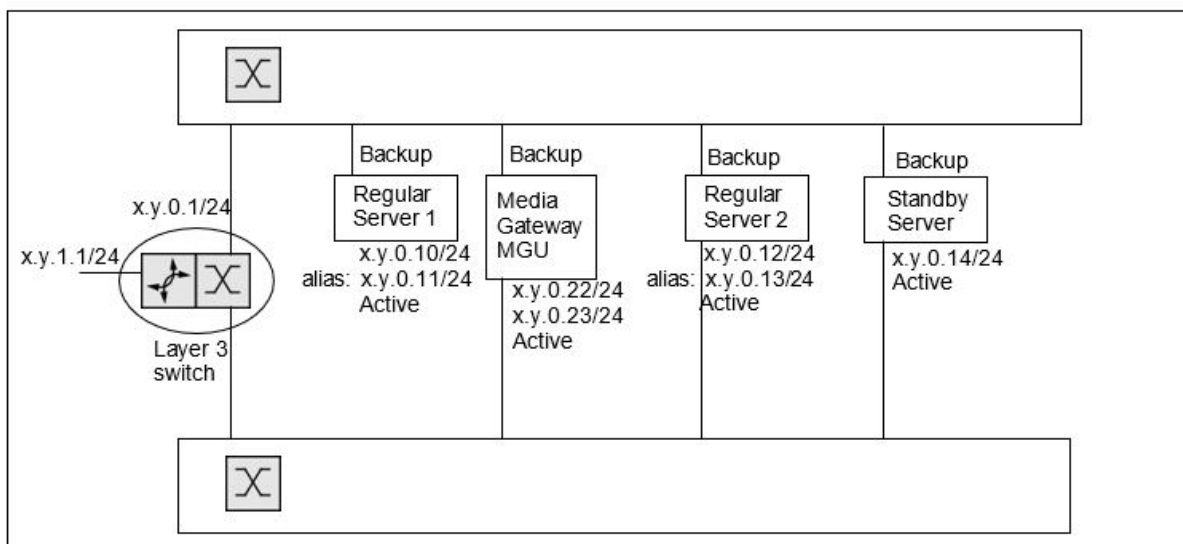 Backup
Regular
Server 1
x.y.0.10/24
alias: x.y.0.11/24
Active
Backup
Media
Gateway
MGU
x.y.0.22/24
x.y.0.23/24
Active
Backup
Regular
Server 2
x.y.0.12/24
alias: x.y.0.13/24
Active
Backup
Standby
Server
x.y.0.14/24
Active
x.y.0.1/24
x.y.1.1/24
Layer 3
switch